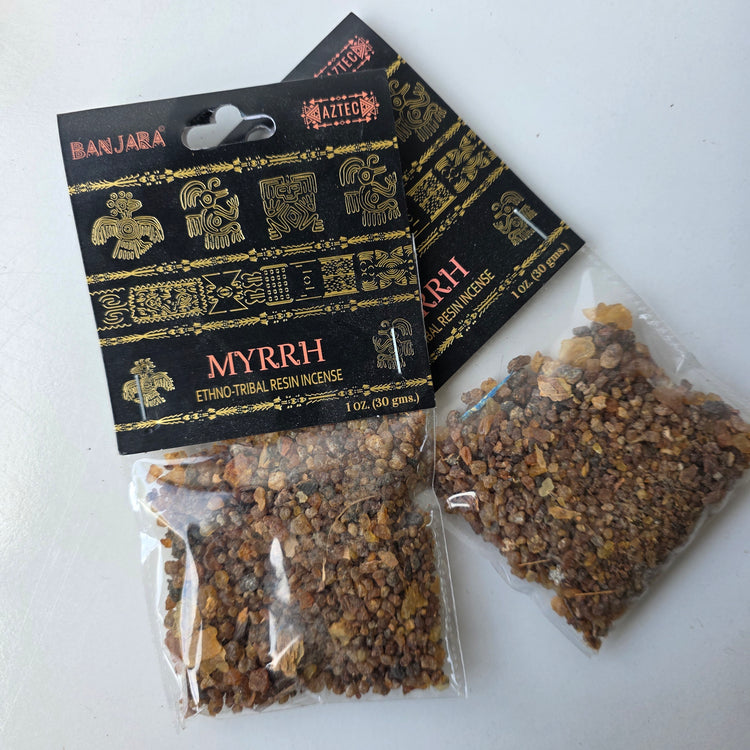 BANJARA®
AZTEC
MYRRH
ETHNO-TRIBAL RESIN INCENSE
1 OZ. (30 gms.)
AZTEC
RRH
TRIBAL RESIN INCENSE
1 OZ. (30 gms.)